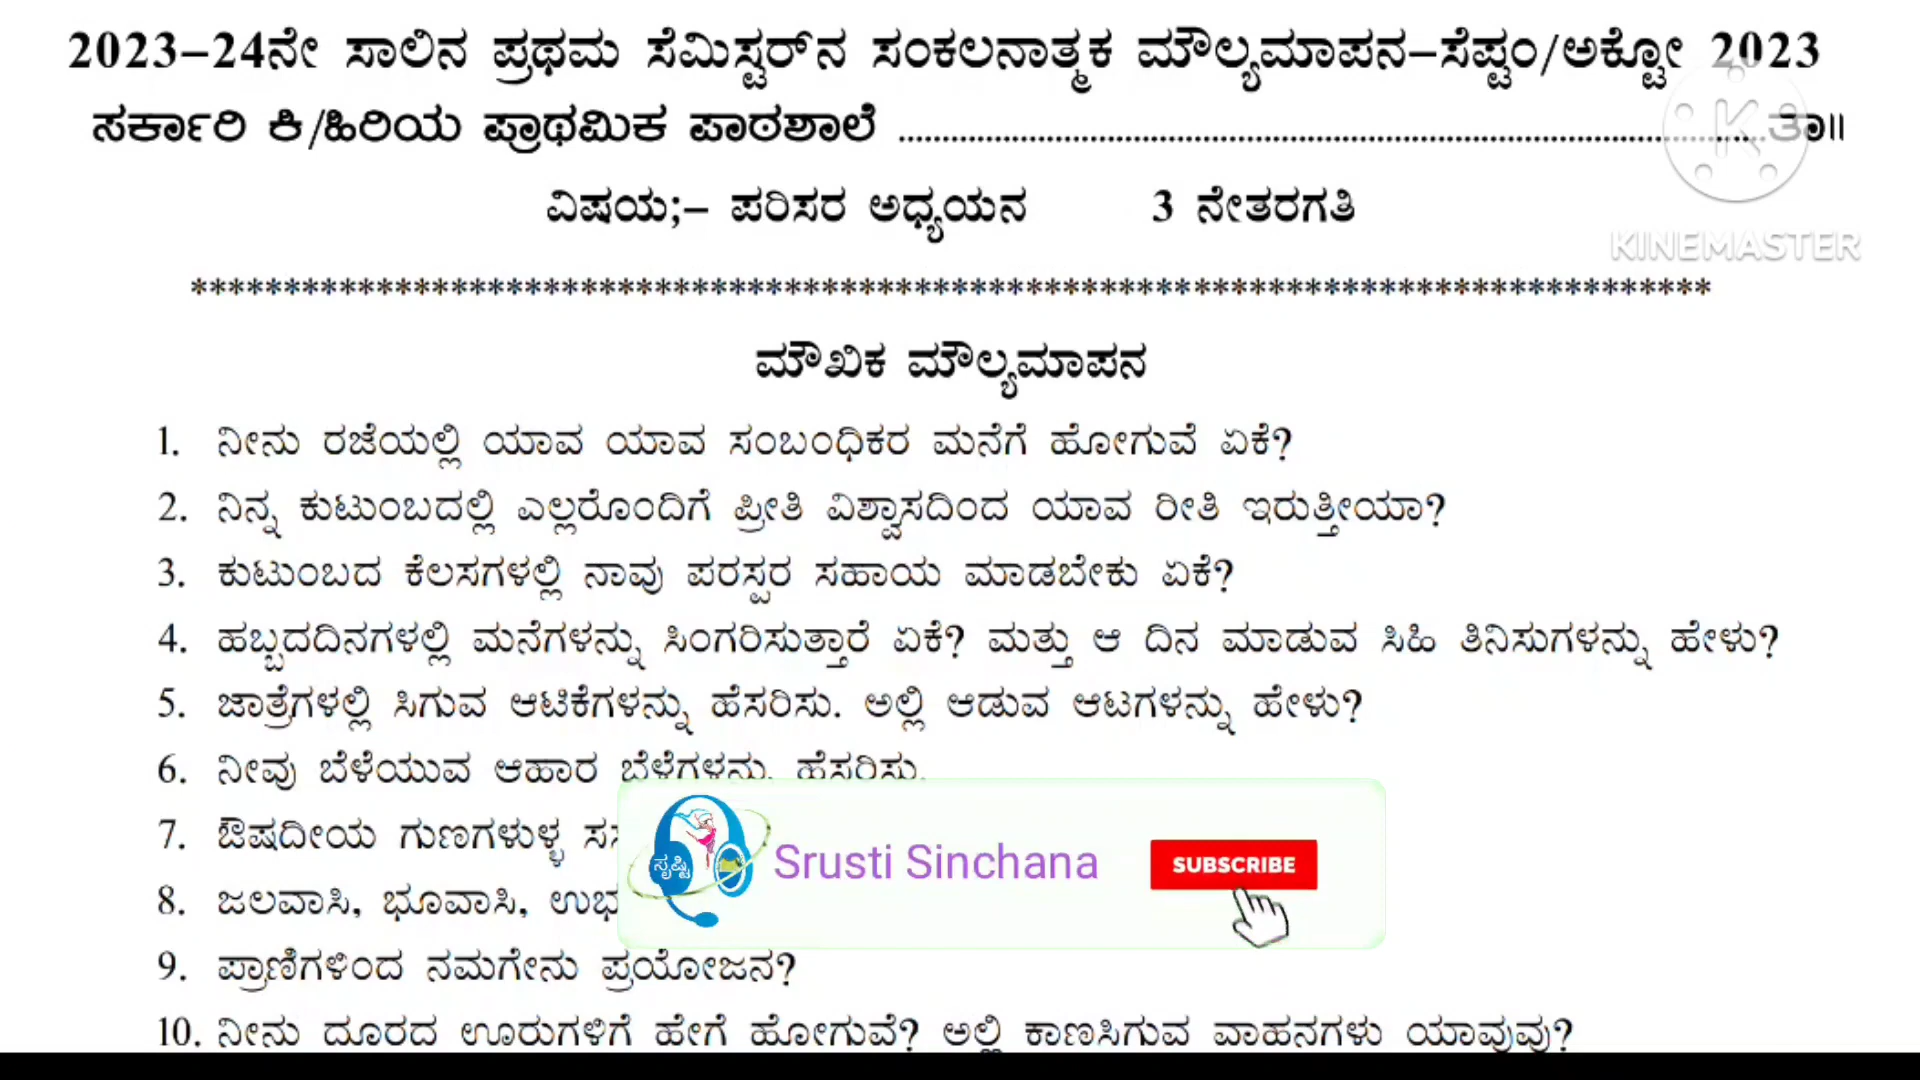 2023–24ನೇ ಸಾಲಿನ ಪ್ರಥಮ ಸೆಮಿಸ್ಟರ್‌ನ ಸಂಕಲನಾತ್ಮಕ ಮೌಲ್ಯಮಾಪನ–ಸೆಪ್ಟಂ/ಅಕ್ಟೋ 2023
ಸರ್ಕಾರಿ ಕಿ/ಹಿರಿಯ ಪ್ರಾಥಮಿಕ ಪಾಠಶಾಲೆ ........................................ತಾ॥
ವಿಷಯ;– ಪರಿಸರ ಅಧ್ಯಯನ 3 ನೇತರಗತಿ
KINEMASTER
**********************************************************************************
ಮೌಖಿಕ ಮೌಲ್ಯಮಾಪನ
1. ನೀನು ರಜೆಯಲ್ಲಿ ಯಾವ ಯಾವ ಸಂಬಂಧಿಕರ ಮನೆಗೆ ಹೋಗುವೆ ಏಕೆ?
2. ನಿನ್ನ ಕುಟುಂಬದಲ್ಲಿ ಎಲ್ಲರೊಂದಿಗೆ ಪ್ರೀತಿ ವಿಶ್ವಾಸದಿಂದ ಯಾವ ರೀತಿ ಇರುತ್ತೀಯಾ?
3. ಕುಟುಂಬದ ಕೆಲಸಗಳಲ್ಲಿ ನಾವು ಪರಸ್ಪರ ಸಹಾಯ ಮಾಡಬೇಕು ಏಕೆ?
4. ಹಬ್ಬದದಿನಗಳಲ್ಲಿ ಮನೆಗಳನ್ನು ಸಿಂಗರಿಸುತ್ತಾರೆ ಏಕೆ? ಮತ್ತು ಆ ದಿನ ಮಾಡುವ ಸಿಹಿ ತಿನಿಸುಗಳನ್ನು ಹೇಳು?
5. ಜಾತ್ರೆಗಳಲ್ಲಿ ಸಿಗುವ ಆಟಿಕೆಗಳನ್ನು ಹೆಸರಿಸು. ಅಲ್ಲಿ ಆಡುವ ಆಟಗಳನ್ನು ಹೇಳು?
6. ನೀವು ಬೆಳೆಯುವ ಆಹಾರ ಬೆಳೆಗಳನ್ನು ಹೆಸರಿಸು.
7. ಔಷದೀಯ ಗುಣಗಳುಳ್ಳ
8. ಜಲವಾಸಿ, ಭೂವಾಸಿ,
ಸೃಷ್ಟಿ Srusti Sinchana SUBSCRIBE
9. ಪ್ರಾಣಿಗಳಿಂದ ನಮಗೇನು ಪ್ರಯೋಜನ?
10. ನೀನು ದೂರದ ಊರುಗಳಿಗೆ ಹೇಗೆ ಹೋಗುವೆ? ಅಲ್ಲಿ ಕಾಣಸಿಗುವ ವಾಹನಗಳು ಯಾವುವು?